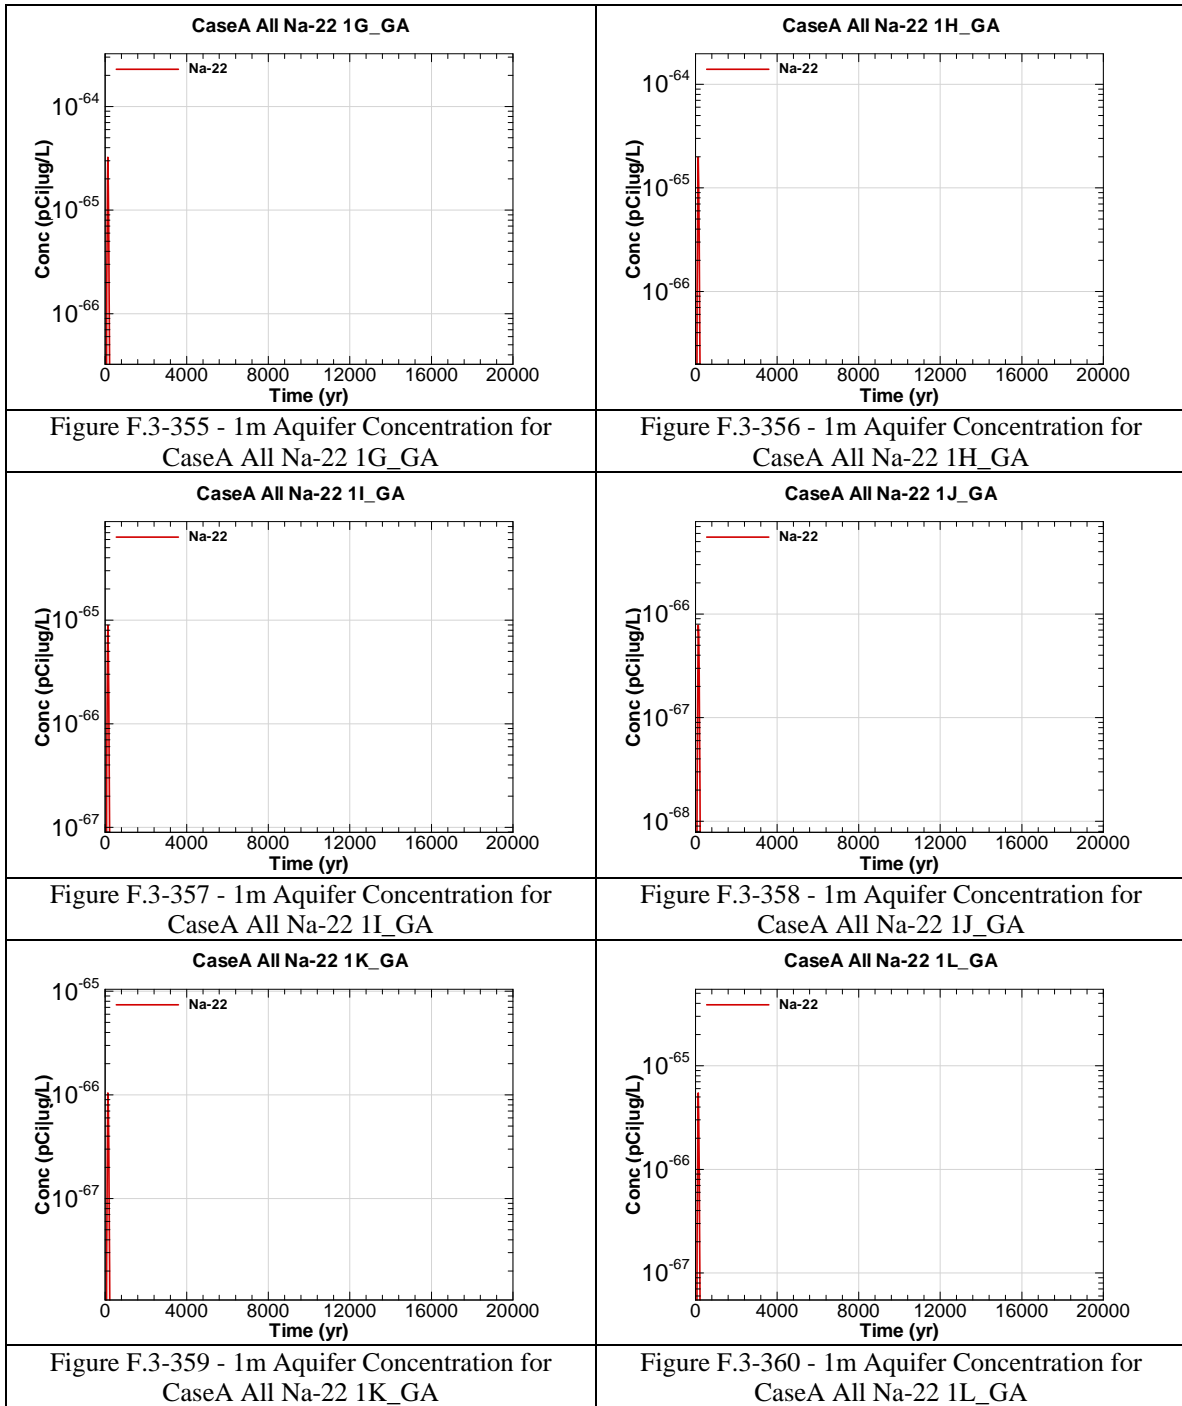 CaseA All Na-22 1G_GA
Na-22
10-64
10-65
10-66
Conc (pCi|ug/L)
0 4000 8000 12000 16000 20000
Time (yr)
Figure F.3-355 - 1m Aquifer Concentration for
CaseA All Na-22 1G_GA
CaseA All Na-22 1H_GA
Na-22
10-64
10-65
10-66
Conc (pCi|ug/L)
0 4000 8000 12000 16000 20000
Time (yr)
Figure F.3-356 - 1m Aquifer Concentration for
CaseA All Na-22 1H_GA
CaseA All Na-22 1I_GA
Na-22
10-65
10-66
10-67
Conc (pCi|ug/L)
0 4000 8000 12000 16000 20000
Time (yr)
Figure F.3-357 - 1m Aquifer Concentration for
CaseA All Na-22 1I_GA
CaseA All Na-22 1J_GA
Na-22
10-66
10-67
10-68
Conc (pCi|ug/L)
0 4000 8000 12000 16000 20000
Time (yr)
Figure F.3-358 - 1m Aquifer Concentration for
CaseA All Na-22 1J_GA
CaseA All Na-22 1K_GA
Na-22
10-65
10-66
10-67
Conc (pCi|ug/L)
0 4000 8000 12000 16000 20000
Time (yr)
Figure F.3-359 - 1m Aquifer Concentration for
CaseA All Na-22 1K_GA
CaseA All Na-22 1L_GA
Na-22
10-65
10-66
10-67
Conc (pCi|ug/L)
0 4000 8000 12000 16000 20000
Time (yr)
Figure F.3-360 - 1m Aquifer Concentration for
CaseA All Na-22 1L_GA